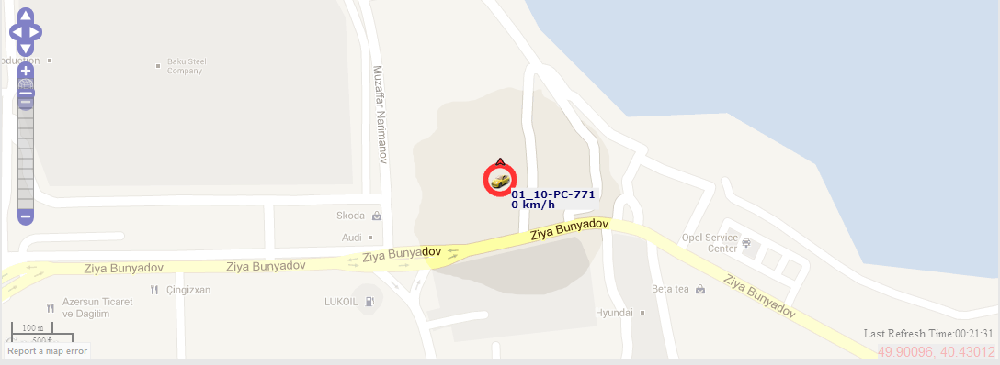 oduction
Baku Steel
Company
Muzaffar Narimanov
01_10-PC-771
0 km/h
Skoda
Audi
Ziya Bunyadov
Ziya Bunyadov
Ziya Bunyadov
Ziya Bunyadov
Opel Service
Center
Çingizxan
Azersun Ticaret
ve Dagitim
LUKOIL
Beta tea
Ziya Bunyadov
Hyundai
100 m
500 ft
Report a map error
Last Refresh Time:00:21:31
49.90096, 40.43012